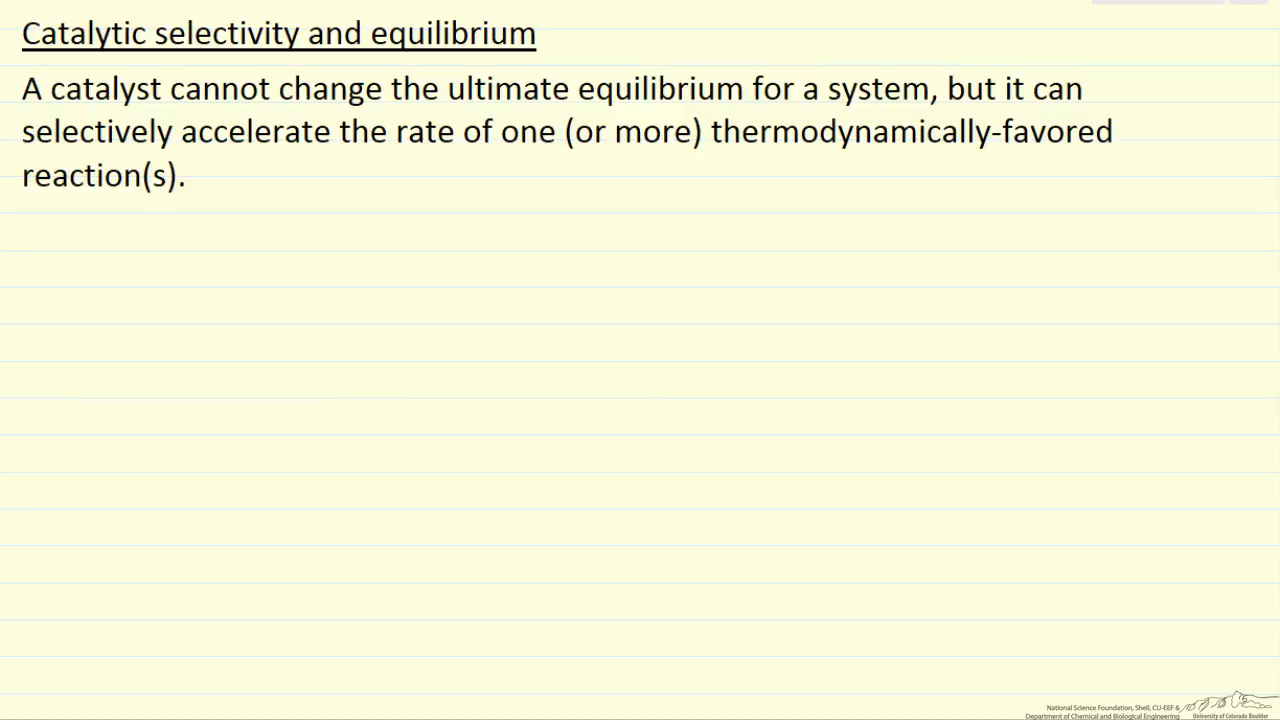 Catalytic selectivity and equilibrium
A catalyst cannot change the ultimate equilibrium for a system, but it can
selectively accelerate the rate of one (or more) thermodynamically-favored
reaction(s).
National Science Foundation, Shell, CU-EEF &
Department of Chemical and Biological Engineering
University of Colorado Boulder